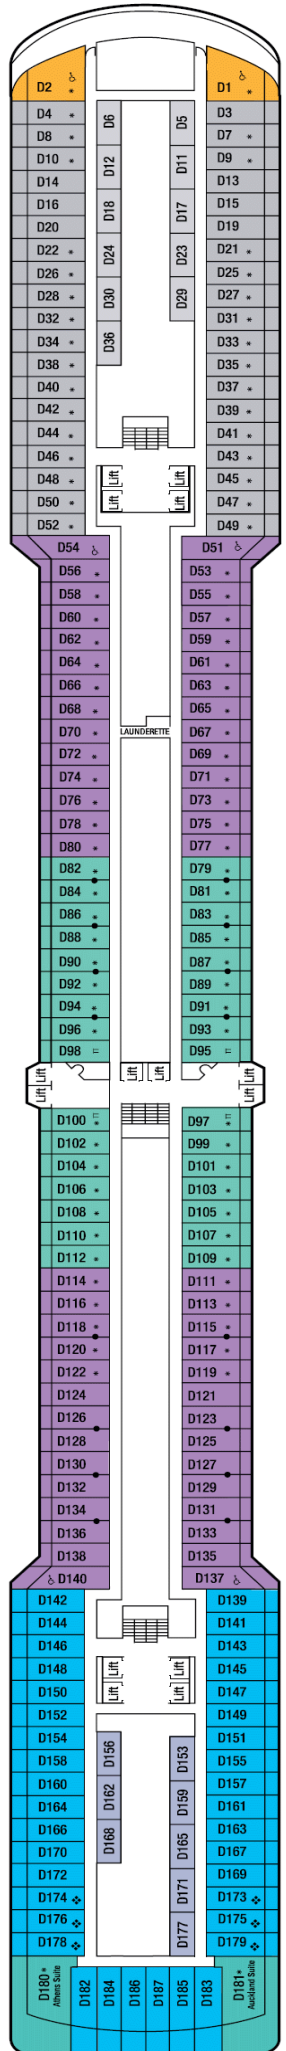 D2 * D1 *
D4 * D6 D5 D3
D8 * D7 *
D10 * D12 D11 D9 *
D14 D13
D16 D18 D17 D15
D20 D19
D22 * D24 D23 D21 *
D26 * D25 *
D28 * D30 D29 D27 *
D32 * D31 *
D34 * D36 D33 *
D38 * D35 *
D40 * D37 *
D42 * D39 *
D44 * D41 *
D46 * D43 *
D48 * Lift Lift D45 *
D50 * Lift Lift D47 *
D52 * D49 *
D54 D51
D56 * D53 *
D58 * D55 *
D60 * D57 *
D62 * D59 *
D64 * D61 *
D66 * D63 *
D68 * D65 *
D70 * LAUNDERETTE D67 *
D72 * D69 *
D74 * D71 *
D76 * D73 *
D78 * D75 *
D80 * D77 *
D82 * D79 *
D84 * D81 *
D86 * D83 *
D88 * D85 *
D90 * D87 *
D92 * D89 *
D94 * D91 *
D96 * D93 *
D98 D95
Lift Lift Lift Lift
Lift Lift
D100 * D97 *
D102 * D99 *
D104 * D101 *
D106 * D103 *
D108 * D105 *
D110 * D107 *
D112 * D109 *
D114 * D111 *
D116 * D113 *
D118 * D115 *
D120 * D117 *
D122 * D119 *
D124 D121
D126 D123
D128 D125
D130 D127
D132 D129
D134 D131
D136 D133
D138 D135
D140 D137
D142 D139
D144 D141
D146 D143
D148 Lift Lift D145
D150 Lift Lift D147
D152 D149
D154 D156 D153 D151
D158 D155
D160 D162 D159 D157
D164 D161
D166 D168 D165 D163
D170 D167
D172 D171 D169
D174 D173
D176 D177 D175
D178 D179
D180* D181*
Athens Suite Auckland Suite
D182 D184 D186 D187 D185 D183